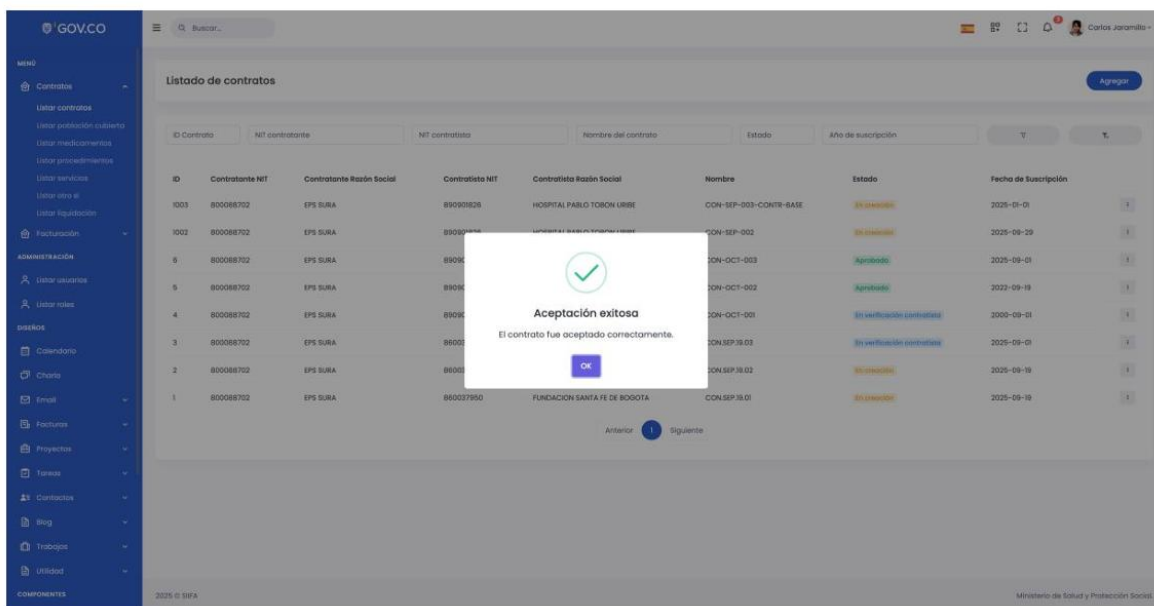 GOV.CO
Buscar...
Carlos Jaramillo
MENÚ
Contratos
Listar contratos
Listar población cubierta
Listar medicamentos
Listar procedimientos
Listar servicios
Listar otro sí
Listar liquidación
Facturación
ADMINISTRACIÓN
Listar usuarios
Listar roles
DISEÑOS
Calendario
Charla
Email
Facturas
Proyectos
Tareas
Contactos
Blog
Trabajos
Utilidad
COMPONENTES
Listado de contratos
Agregar
ID Contrato NIT contratante NIT contratista Nombre del contrato Estado Año de suscripción
ID Contratante NIT Contratante Razón Social Contratista NIT Contratista Razón Social Nombre Estado Fecha de Suscripción
1003 800088702 EPS SURA 890901826 HOSPITAL PABLO TOBON URIBE CON-SEP-003-CONTR-BASE En creación 2025-01-01
1002 800088702 EPS SURA 890901826 HOSPITAL PABLO TOBON URIBE CON-SEP-002 En creación 2025-09-29
6 800088702 EPS SURA 89090 CON-OCT-003 Aprobado 2025-09-01
5 800088702 EPS SURA 89090 CON-OCT-002 Aprobado 2022-09-19
4 800088702 EPS SURA 89090 CON-OCT-001 En verificación contratista 2000-09-01
3 800088702 EPS SURA 86003 CON.SEP.19.03 En verificación contratista 2025-09-01
2 800088702 EPS SURA 86003 CON.SEP.19.02 En creación 2025-09-19
1 800088702 EPS SURA 860037950 FUNDACION SANTA FE DE BOGOTA CON.SEP.19.01 En creación 2025-09-19
Aceptación exitosa
El contrato fue aceptado correctamente.
OK
Anterior 1 Siguiente
2025 © SIIFA
Ministerio de Salud y Protección Social